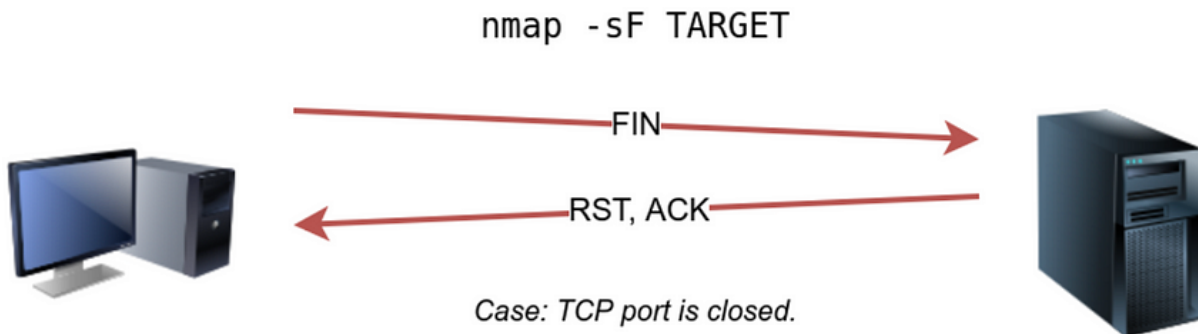 nmap -sF TARGET
FIN
RST, ACK
Case: TCP port is closed.